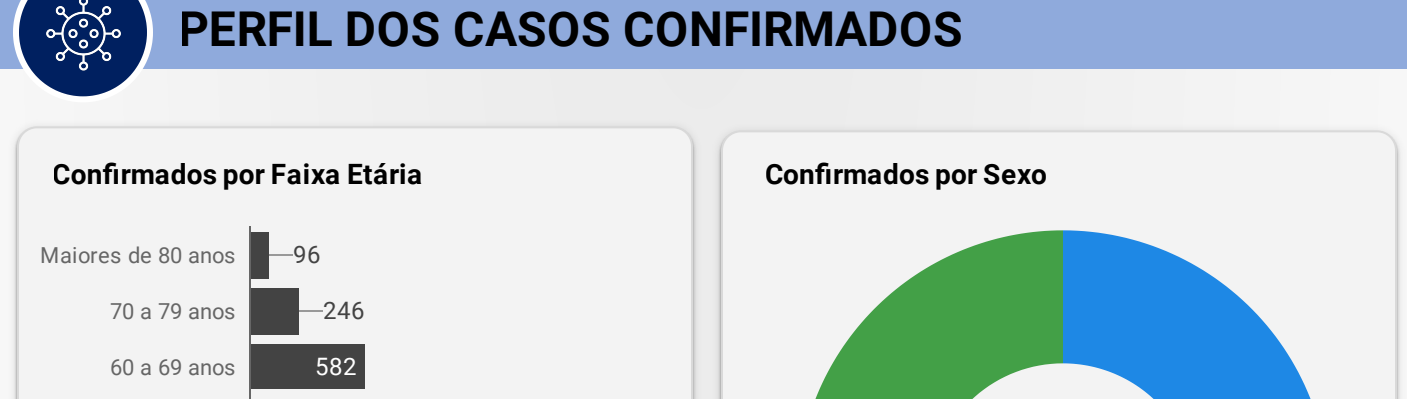 PERFIL DOS CASOS CONFIRMADOS
Confirmados por Faixa Etária
Maiores de 80 anos 96
70 a 79 anos 246
60 a 69 anos 582
Confirmados por Sexo